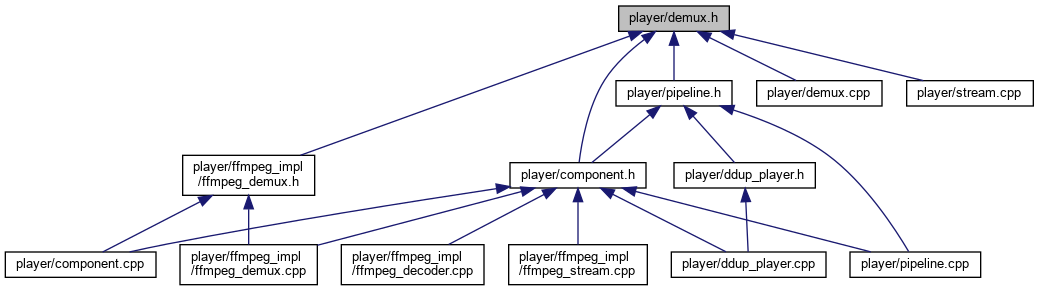 player/demux.h
player/pipeline.h
player/demux.cpp
player/stream.cpp
player/ffmpeg_impl
/ffmpeg_demux.h
player/component.h
player/ddup_player.h
player/component.cpp
player/ffmpeg_impl
/ffmpeg_demux.cpp
player/ffmpeg_impl
/ffmpeg_decoder.cpp
player/ffmpeg_impl
/ffmpeg_stream.cpp
player/ddup_player.cpp
player/pipeline.cpp